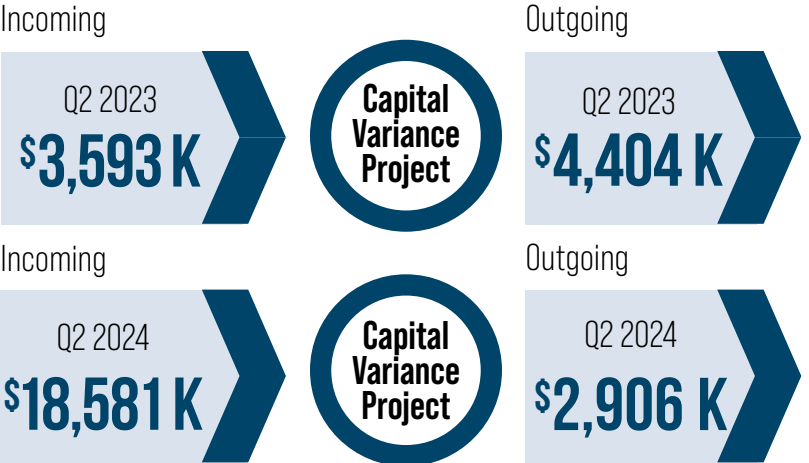 Incoming
Outgoing
Q2 2023
$3,593 K
Capital
Variance
Project
Q2 2023
$4,404 K
Incoming
Outgoing
Q2 2024
$18,581 K
Capital
Variance
Project
Q2 2024
$2,906 K